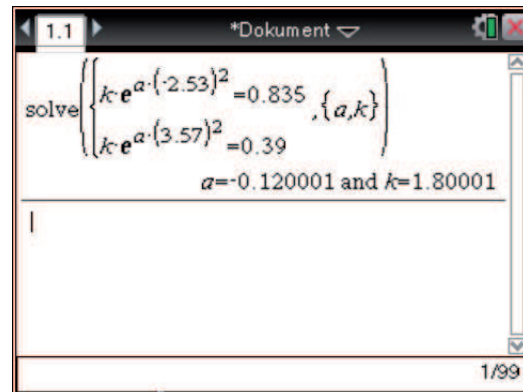 1.1 *Dokument
k·e^a·(-2.53)^2=0.835
solve ,{a,k}
k·e^a·(3.57)^2=0.39
a=-0.120001 and k=1.80001
1/99